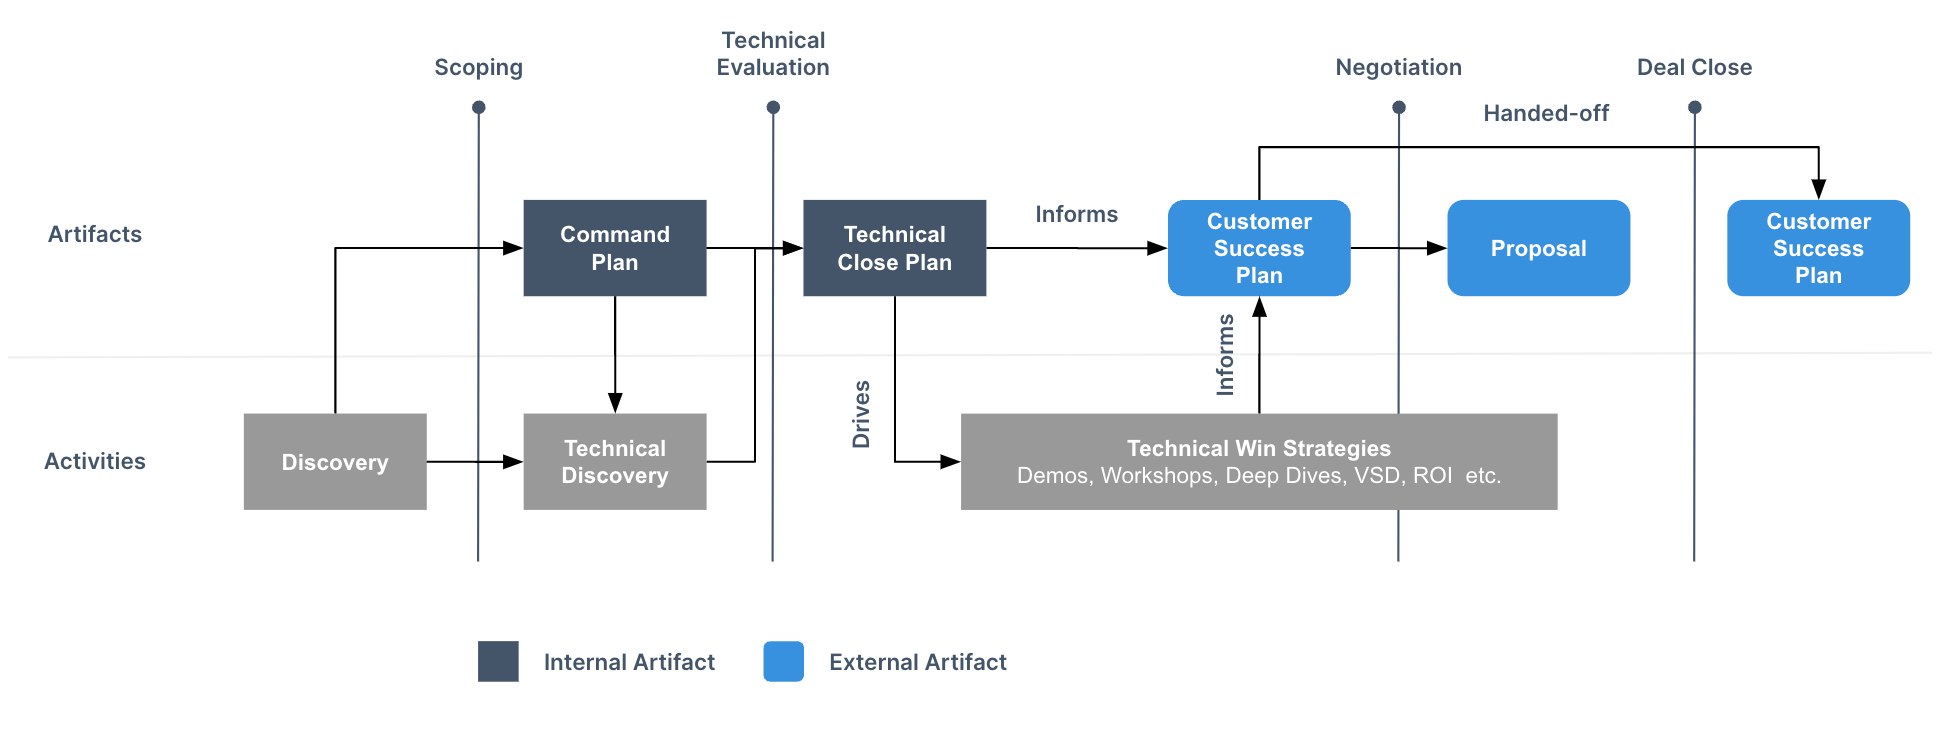 Technical
Evaluation
Scoping
Negotiation
Deal Close
Handed-off
Artifacts
Command
Plan
Technical
Close Plan
Informs
Customer
Success
Plan
Proposal
Customer
Success
Plan
Informs
Drives
Activities
Discovery
Technical
Discovery
Technical Win Strategies
Demos, Workshops, Deep Dives, VSD, ROI  etc.
Internal Artifact
External Artifact